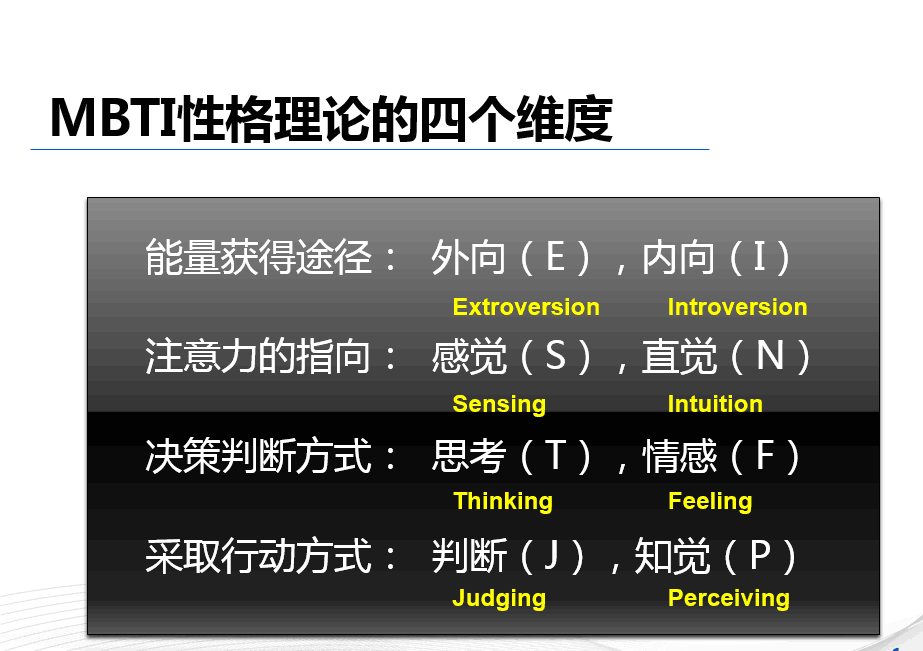 MBTI性格理论的四个维度
能量获得途径： 外向（E），内向（I）
Extroversion Introversion
注意力的指向： 感觉（S），直觉（N）
Sensing Intuition
决策判断方式： 思考（T），情感（F）
Thinking Feeling
采取行动方式： 判断（J），知觉（P）
Judging Perceiving